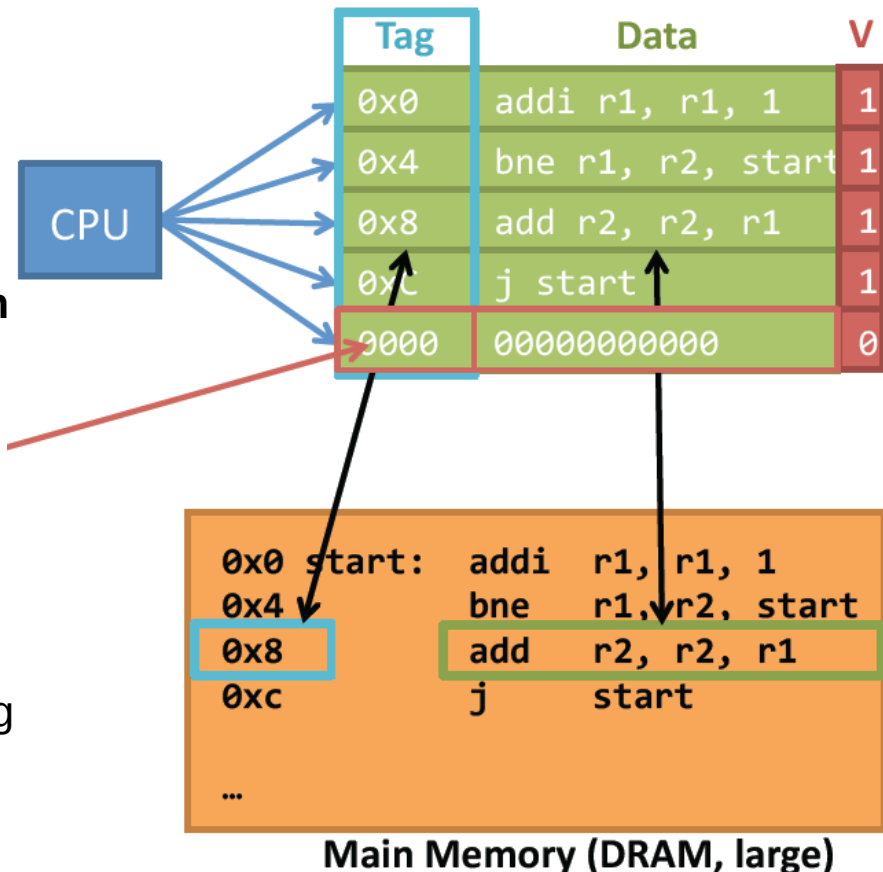 Tag Data V
0x0 addi r1, r1, 1 1
0x4 bne r1, r2, start 1
CPU
0x8 add r2, r2, r1 1
0xC j start 1
n
0000 00000000000 0
0x0 start: addi r1, r1, 1
0x4 bne r1, r2, start
0x8 add r2, r2, r1
0xc j start
g
…
Main Memory (DRAM, large)